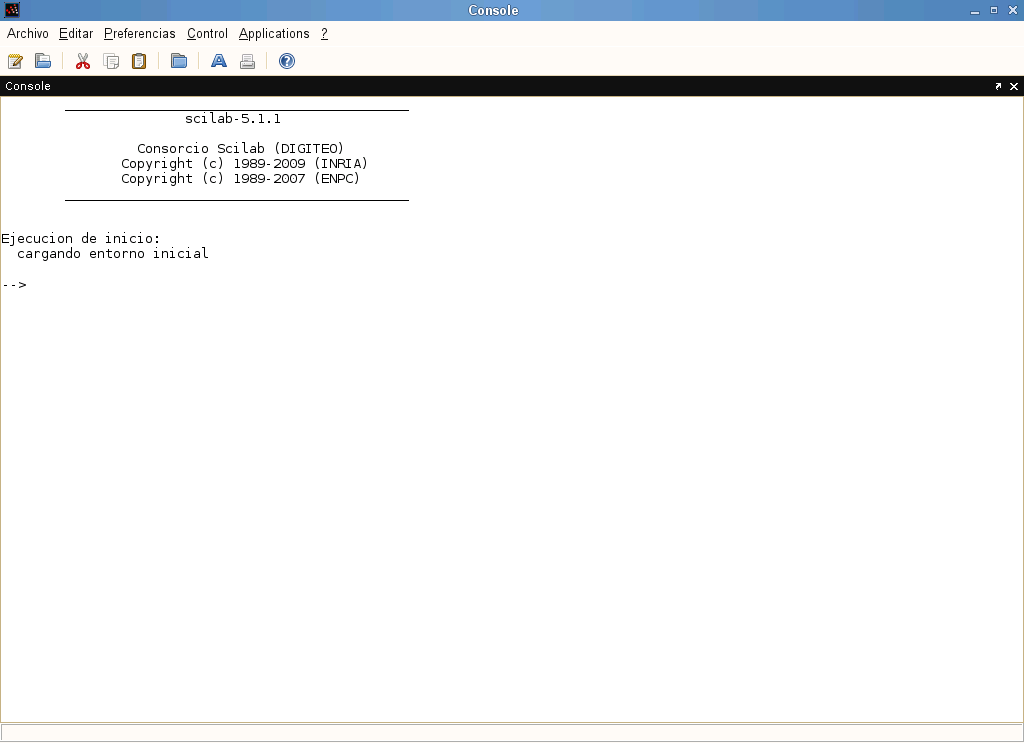 Console
Archivo Editar Preferencias Control Applications ?
Console
scilab-5.1.1
Consorcio Scilab (DIGITEO)
Copyright (c) 1989-2009 (INRIA)
Copyright (c) 1989-2007 (ENPC)
Ejecucion de inicio:
cargando entorno inicial
-->